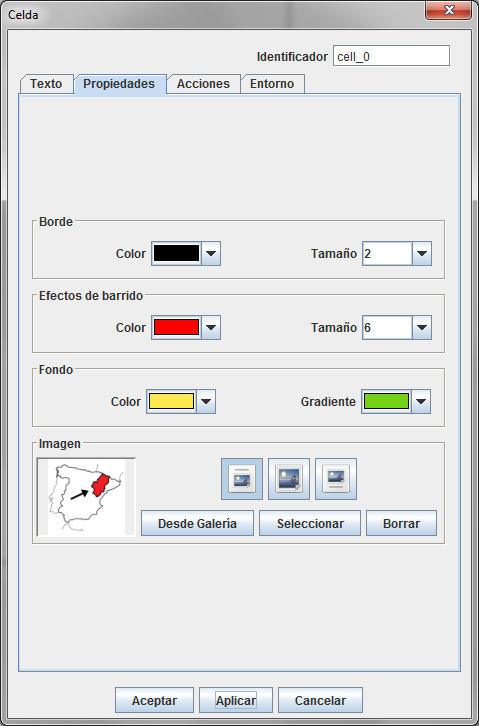 Celda
Identificador cell_0
Texto Propiedades Acciones Entorno
Borde
Color Tamaño 2
Efectos de barrido
Color Tamaño 6
Fondo
Color Gradiente
Imagen
Desde Galería Seleccionar Borrar
Aceptar Aplicar Cancelar